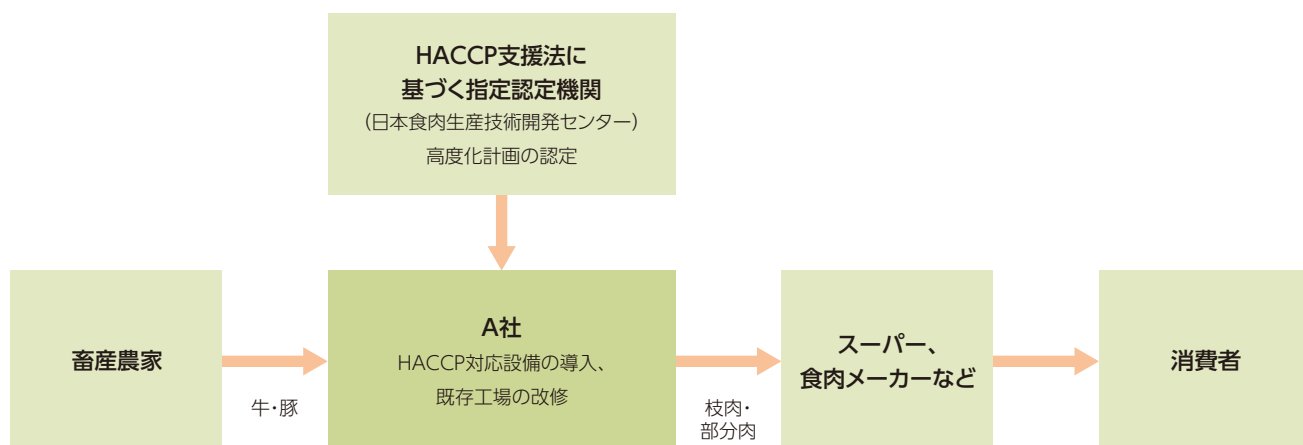 HACCP支援法に
基づく指定認定機関
（日本食肉生産技術開発センター）
高度化計画の認定
畜産農家
牛・豚
A社
HACCP対応設備の導入、
既存工場の改修
枝肉・
部分肉
スーパー、
食肉メーカーなど
消費者